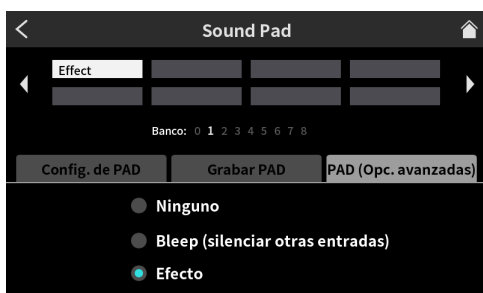 Sound Pad
Effect
Banco: 0 1 2 3 4 5 6 7 8
Config. de PAD Grabar PAD PAD (Opc. avanzadas)
Ninguno
Bleep (silenciar otras entradas)
Efecto